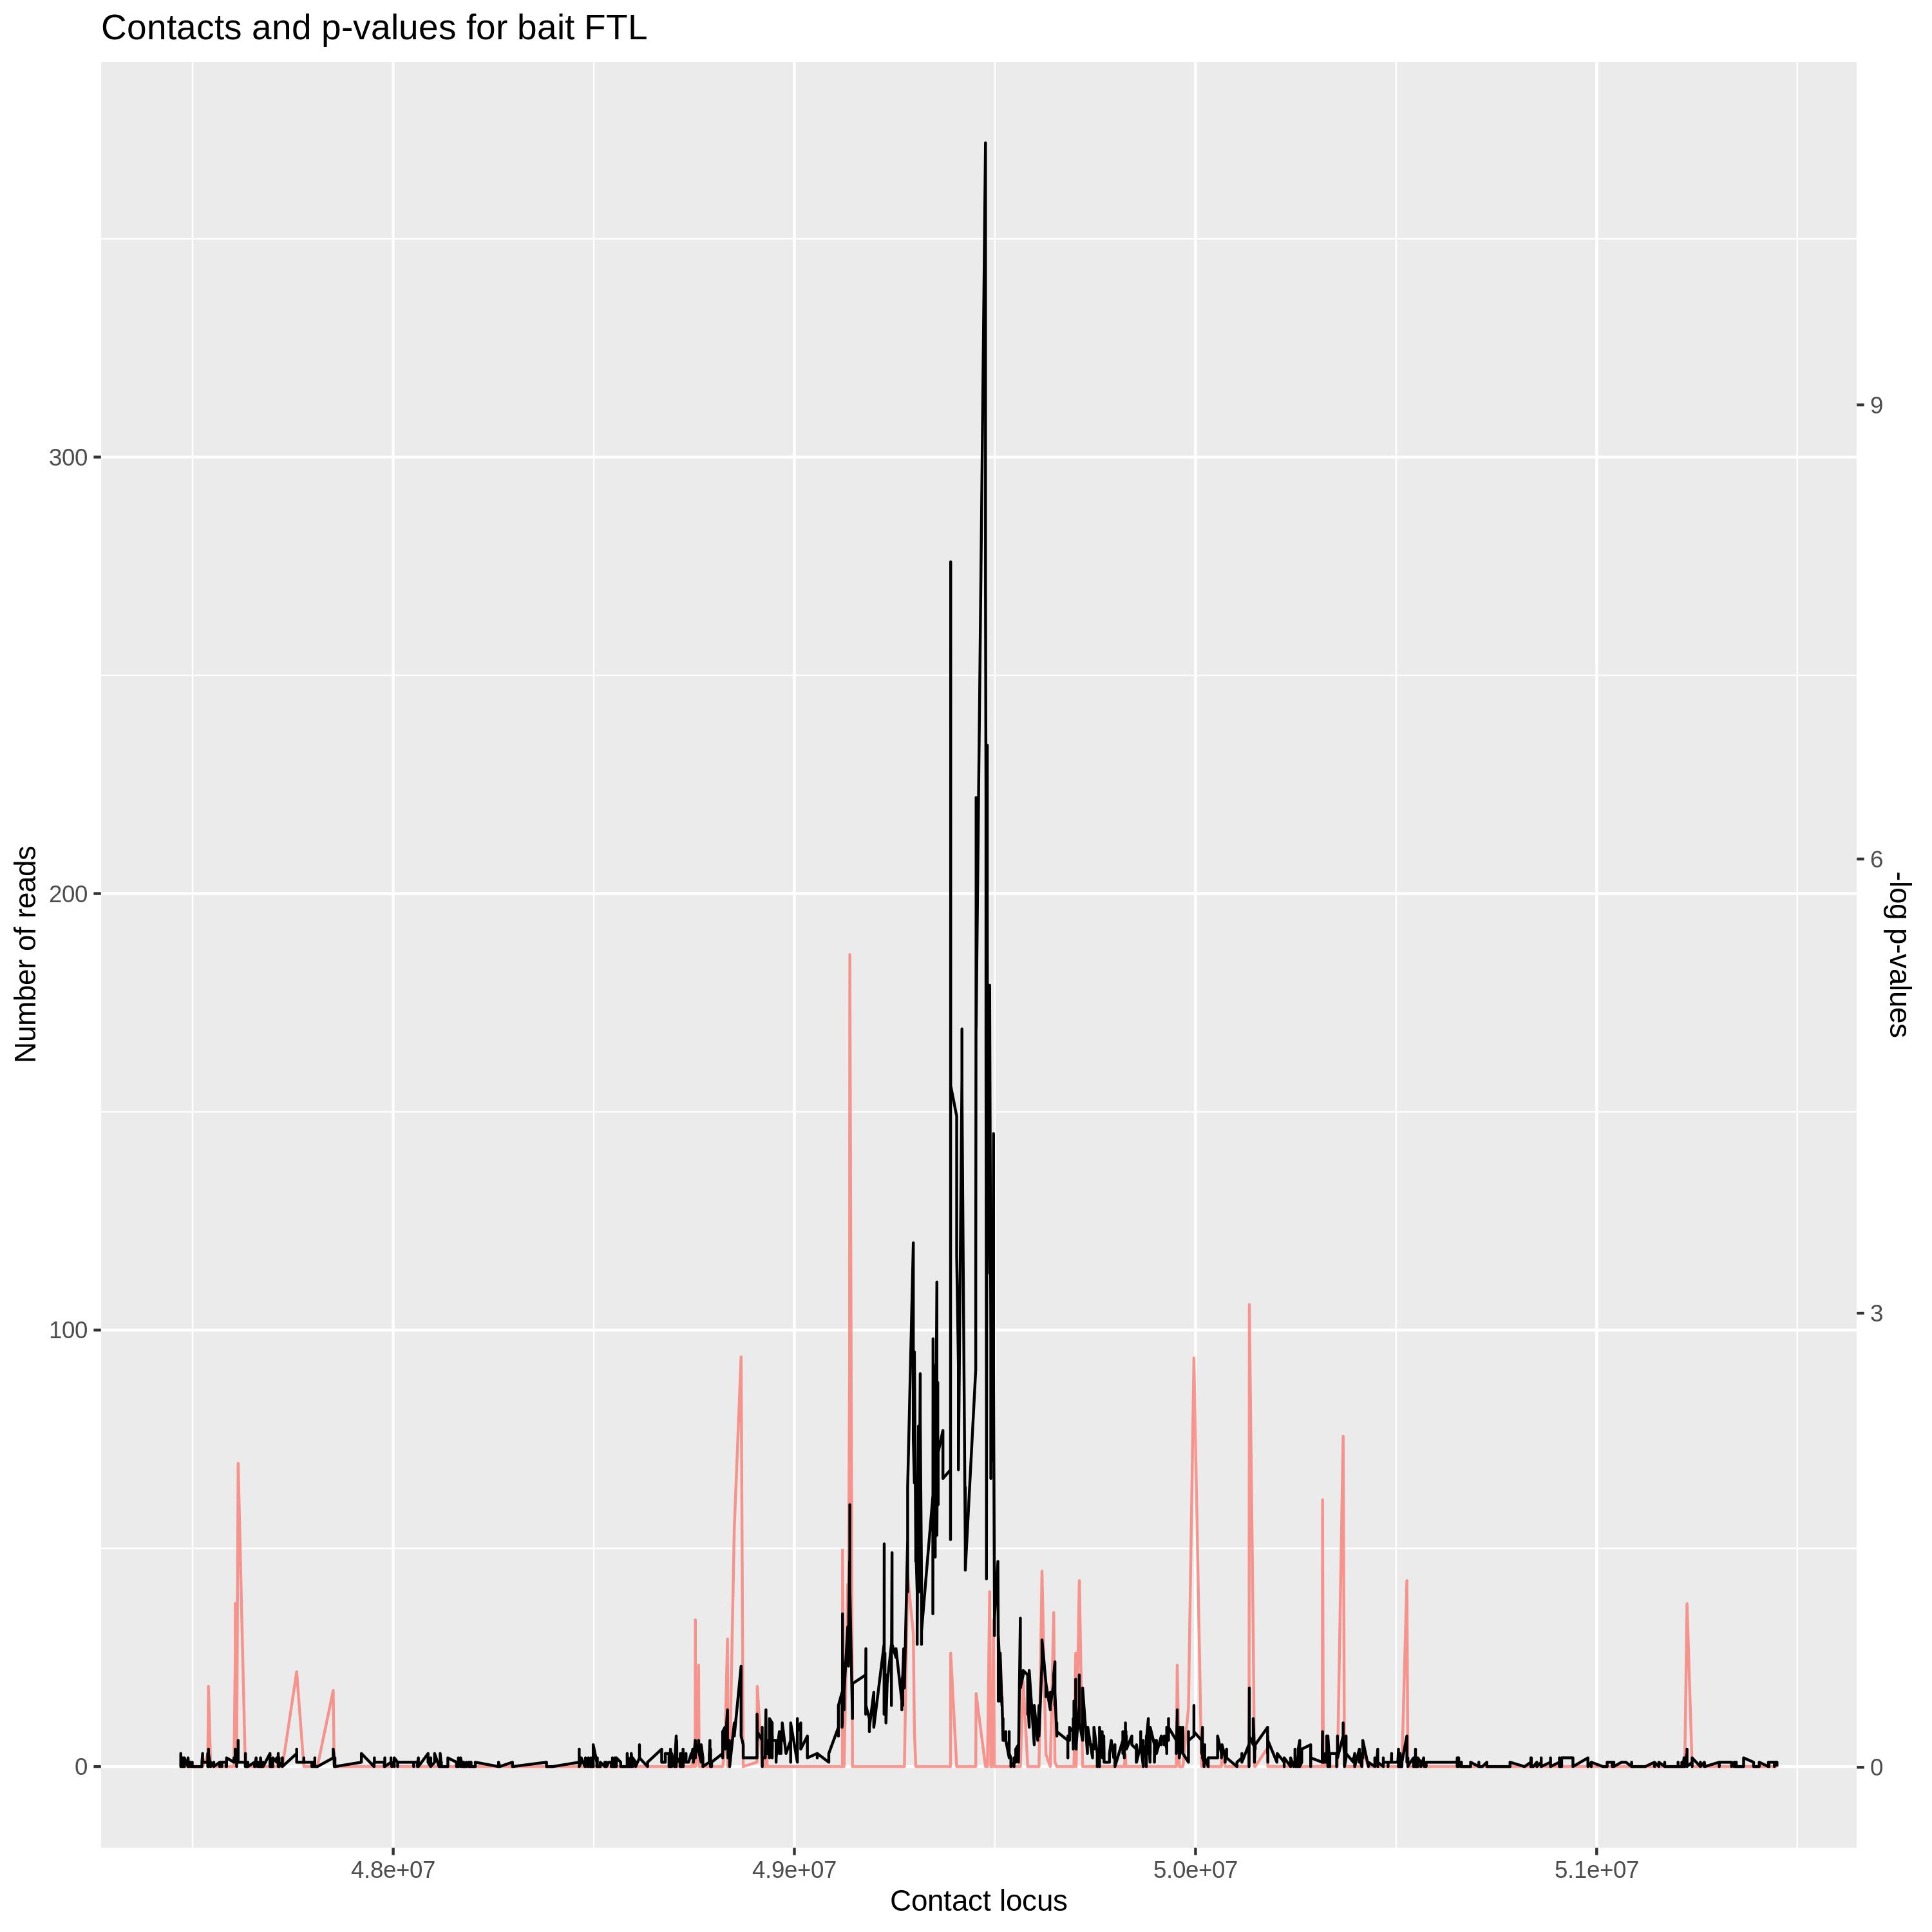 Contacts and p-values for bait FTL
Number of reads
300
200
100
0
9
6
3
0
-log p-values
4.8e+07
4.9e+07
5.0e+07
5.1e+07
Contact locus